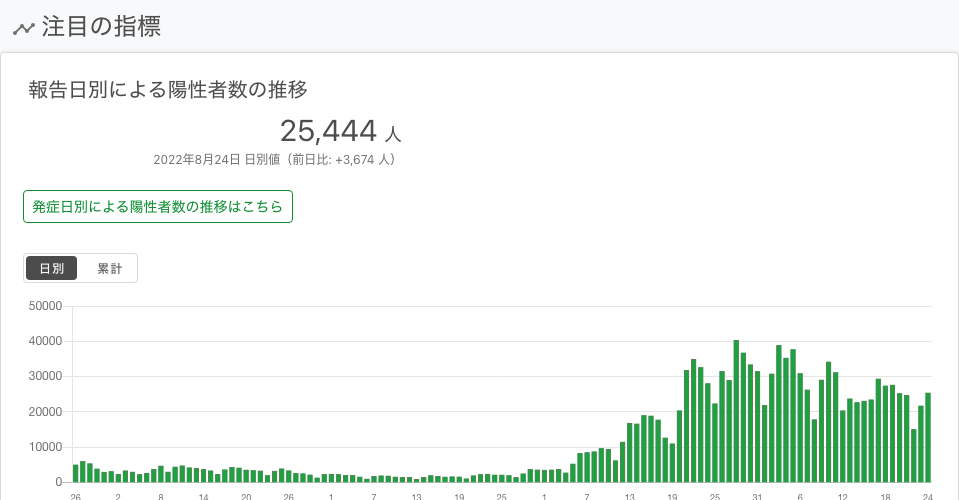 注目の指標
報告日別による陽性者数の推移
25,444 人
2022年8月24日 日別値（前日比: +3,674 人）
発症日別による陽性者数の推移はこちら
日別 累計
50000
40000
30000
20000
10000
0
26 2 8 14 20 26 1 7 13 19 25 1 7 13 19 25 31 6 12 18 24